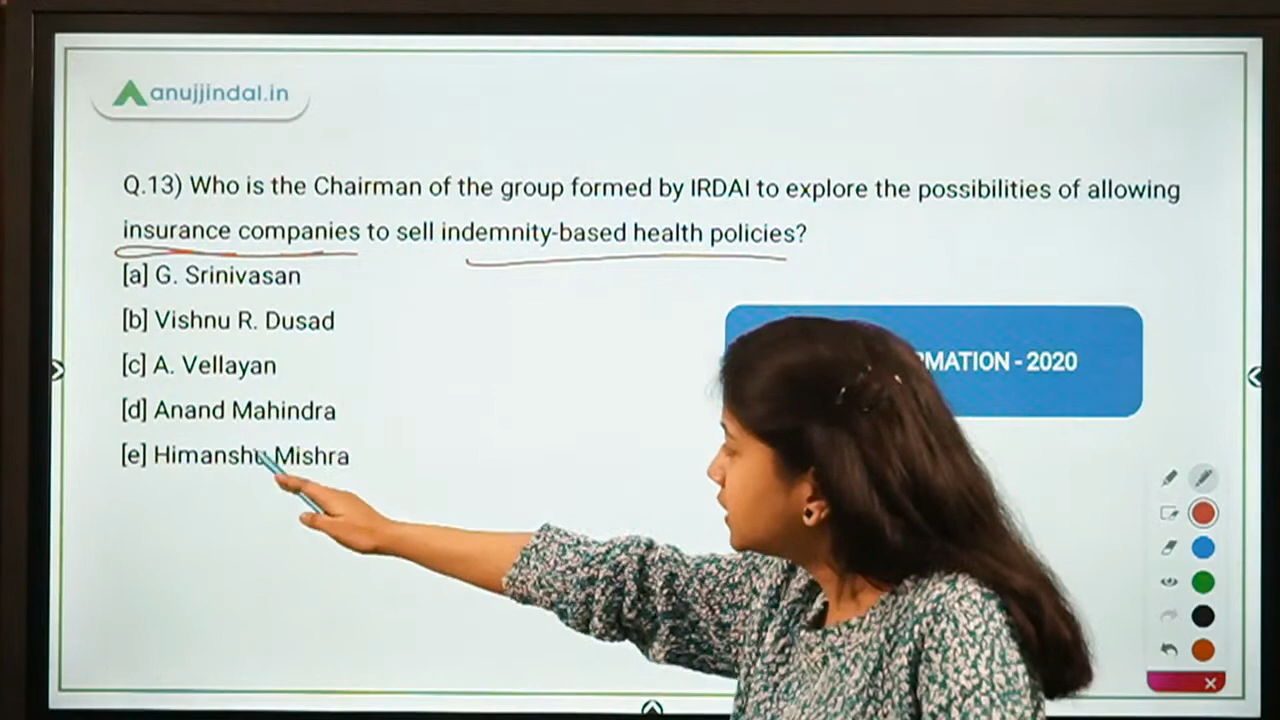 anujjindal.in
Q.13) Who is the Chairman of the group formed by IRDAI to explore the possibilities of allowing
insurance companies to sell indemnity-based health policies?
[a] G. Srinivasan
[b] Vishnu R. Dusad
[c] A. Vellayan
[d] Anand Mahindra
[e] Himanshu Mishra
- 2020